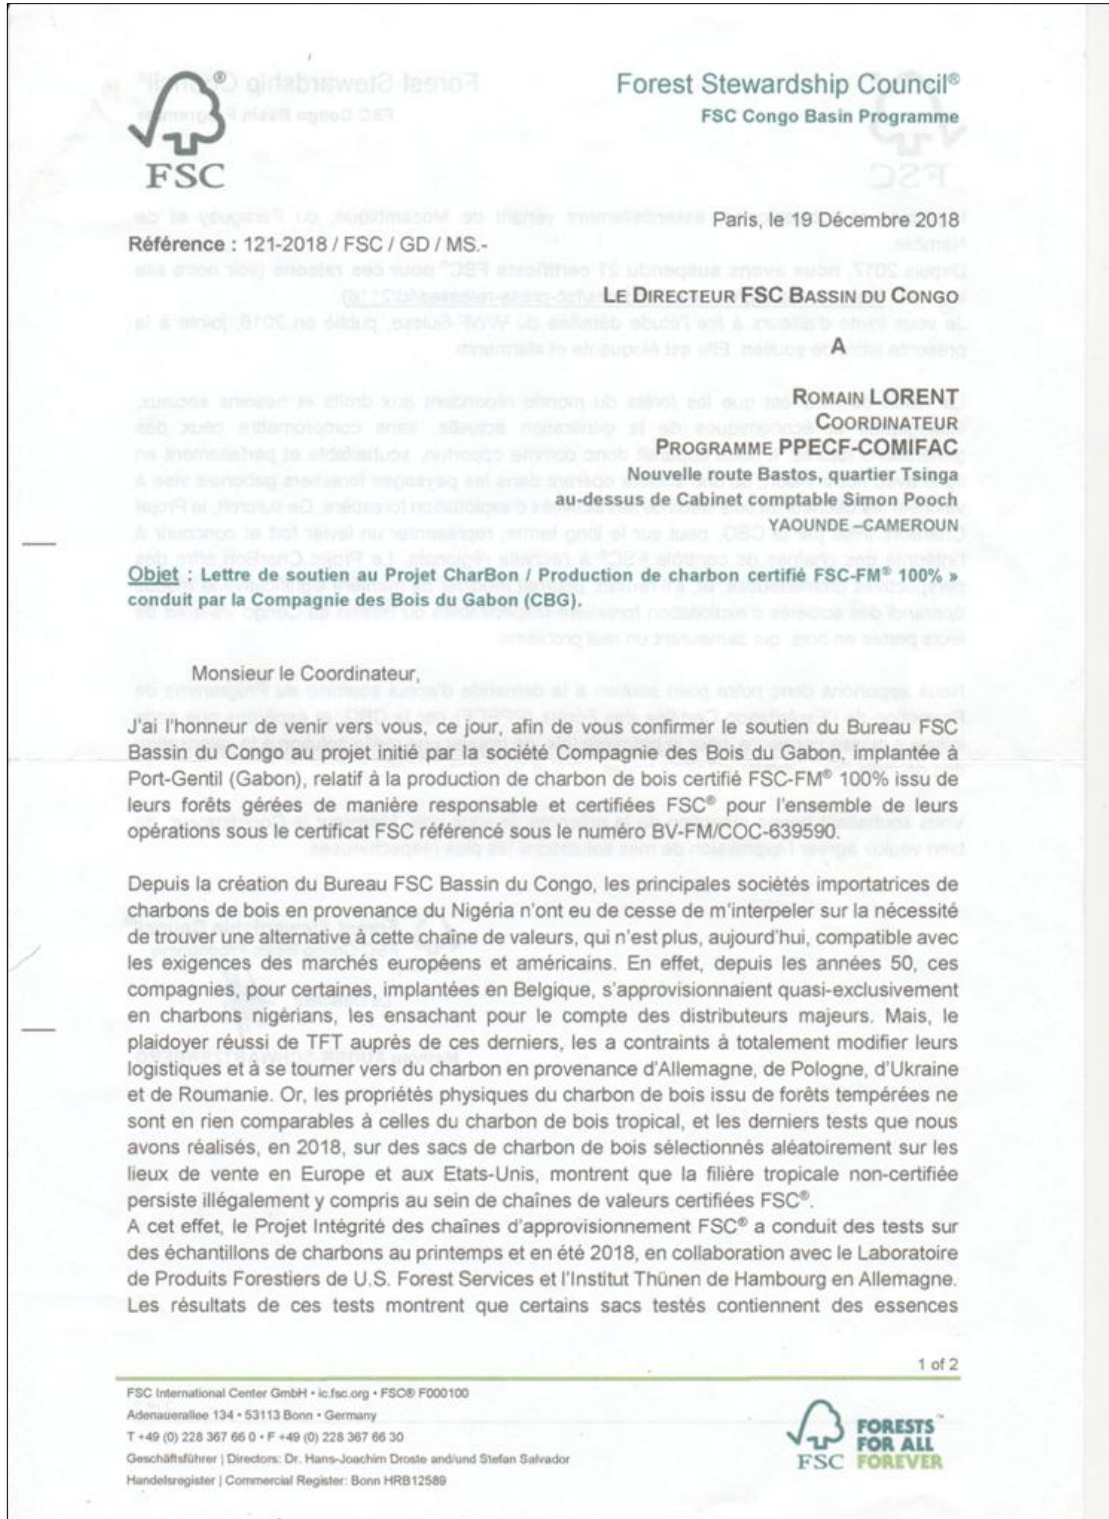 FSC
Forest Stewardship Council®
FSC Congo Basin Programme
Paris, le 19 Décembre 2018
Référence : 121-2018 / FSC / GD / MS.-
LE DIRECTEUR FSC BASSIN DU CONGO
A
ROMAIN LORENT
COORDINATEUR
PROGRAMME PPECF-COMIFAC
Nouvelle route Bastos, quartier Tsinga
au-dessus de Cabinet comptable Simon Pooch
YAOUNDE –CAMEROUN
Objet : Lettre de soutien au Projet CharBon / Production de charbon certifié FSC-FM® 100% »
conduit par la Compagnie des Bois du Gabon (CBG).
Monsieur le Coordinateur,
J'ai l'honneur de venir vers vous, ce jour, afin de vous confirmer le soutien du Bureau FSC
Bassin du Congo au projet initié par la société Compagnie des Bois du Gabon, implantée à
Port-Gentil (Gabon), relatif à la production de charbon de bois certifié FSC-FM® 100% issu de
leurs forêts gérées de manière responsable et certifiées FSC® pour l'ensemble de leurs
opérations sous le certificat FSC référencé sous le numéro BV-FM/COC-639590.
Depuis la création du Bureau FSC Bassin du Congo, les principales sociétés importatrices de
charbons de bois en provenance du Nigéria n'ont eu de cesse de m'interpeler sur la nécessité
de trouver une alternative à cette chaîne de valeurs, qui n'est plus, aujourd'hui, compatible avec
les exigences des marchés européens et américains. En effet, depuis les années 50, ces
compagnies, pour certaines, implantées en Belgique, s'approvisionnaient quasi-exclusivement
en charbons nigérians, les ensachant pour le compte des distributeurs majeurs. Mais, le
plaidoyer réussi de TFT auprès de ces derniers, les a contraints à totalement modifier leurs
logistiques et à se tourner vers du charbon en provenance d'Allemagne, de Pologne, d'Ukraine
et de Roumanie. Or, les propriétés physiques du charbon de bois issu de forêts tempérées ne
sont en rien comparables à celles du charbon de bois tropical, et les derniers tests que nous
avons réalisés, en 2018, sur des sacs de charbon de bois sélectionnés aléatoirement sur les
lieux de vente en Europe et aux Etats-Unis, montrent que la filière tropicale non-certifiée
persiste illégalement y compris au sein de chaînes de valeurs certifiées FSC®.
A cet effet, le Projet Intégrité des chaînes d'approvisionnement FSC® a conduit des tests sur
des échantillons de charbons au printemps et en été 2018, en collaboration avec le Laboratoire
de Produits Forestiers de U.S. Forest Services et l'Institut Thünen de Hambourg en Allemagne.
Les résultats de ces tests montrent que certains sacs testés contiennent des essences
1 of 2
FSC International Center GmbH • ic.fsc.org • FSC® F000100
Adenauerallee 134 • 53113 Bonn • Germany
T +49 (0) 228 367 66 0 • F +49 (0) 228 367 66 30
Geschäftsführer | Directors: Dr. Hans-Joachim Droste and/und Stefan Salvador
Handelsregister | Commercial Register: Bonn HRB12589
FSC
FORESTS™
FOR ALL
FOREVER